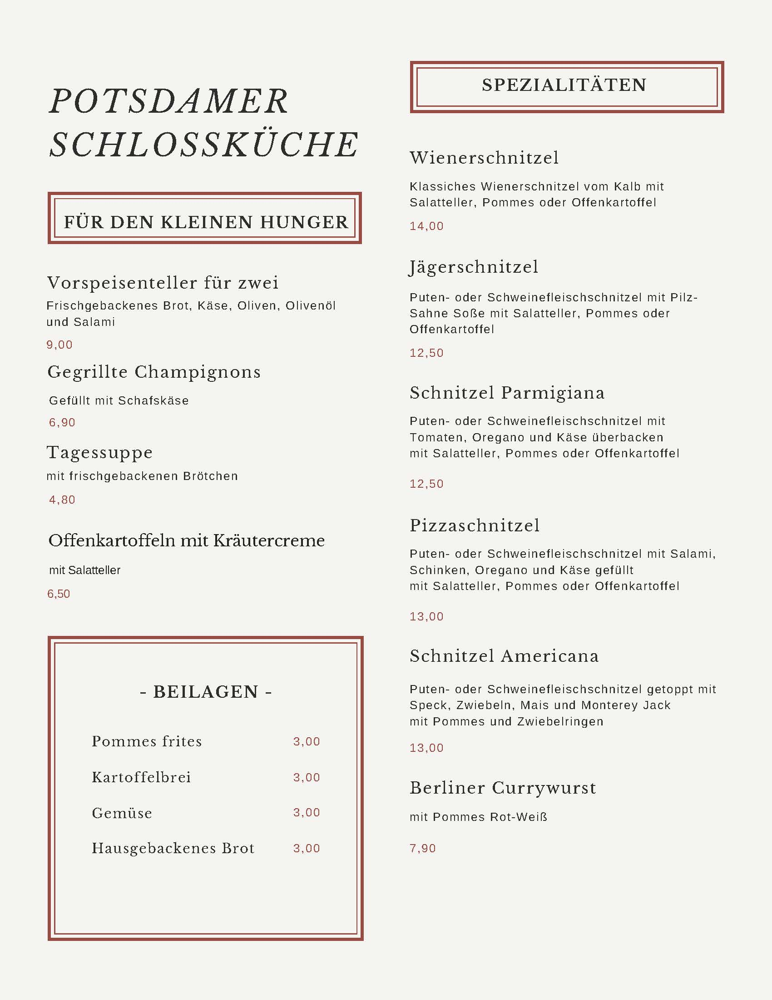 POTSDAMER
SCHLOSSKÜCHE
FÜR DEN KLEINEN HUNGER
Vorspeisenteller für zwei
Frischgebackenes Brot, Käse, Oliven, Olivenöl
und Salami
9,00
Gegrillte Champignons
Gefüllt mit Schafskäse
6,90
Tagessuppe
mit frischgebackenen Brötchen
4,80
Offenkartoffeln mit Kräutercreme
mit Salatteller
6,50
- BEILAGEN -
Pommes frites 3,00
Kartoffelbrei 3,00
Gemüse 3,00
Hausgebackenes Brot 3,00
SPEZIALITÄTEN
Wienerschnitzel
Klassiches Wienerschnitzel vom Kalb mit
Salatteller, Pommes oder Offenkartoffel
14,00
Jägerschnitzel
Puten- oder Schweinefleischschnitzel mit Pilz-
Sahne Soße mit Salatteller, Pommes oder
Offenkartoffel
12,50
Schnitzel Parmigiana
Puten- oder Schweinefleischschnitzel mit
Tomaten, Oregano und Käse überbacken
mit Salatteller, Pommes oder Offenkartoffel
12,50
Pizzaschnitzel
Puten- oder Schweinefleischschnitzel mit Salami,
Schinken, Oregano und Käse gefüllt
mit Salatteller, Pommes oder Offenkartoffel
13,00
Schnitzel Americana
Puten- oder Schweinefleischschnitzel getoppt mit
Speck, Zwiebeln, Mais und Monterey Jack
mit Pommes und Zwiebelringen
13,00
Berliner Currywurst
mit Pommes Rot-Weiß
7,90